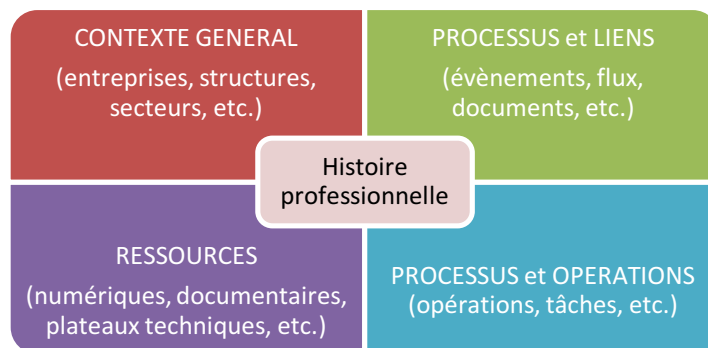 CONTEXTE GENERAL
(entreprises, structures,
secteurs, etc.)
PROCESSUS et LIENS
(évènements, flux,
documents, etc.)
Histoire
professionnelle
RESSOURCES
(numériques, documentaires,
plateaux techniques, etc.)
PROCESSUS et OPERATIONS
(opérations, tâches, etc.)